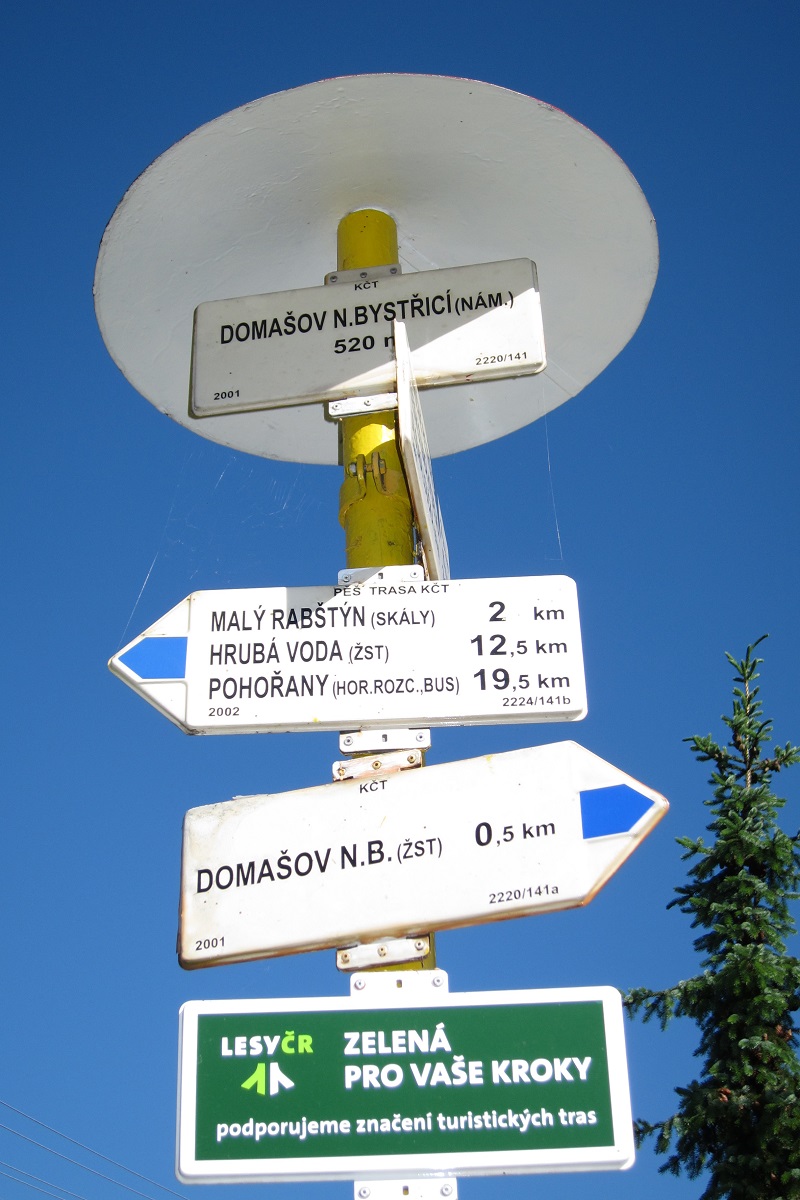 KČT
DOMAŠOV N.BYSTŘICÍ (NÁM.)
520
2220/141
2001
PĚŠ TRASA KČT
MALÝ RABŠTÝN (SKÁLY) 2 km
HRUBÁ VODA (ŽST) 12,5 km
POHOŘANY (HOR.ROZC.,BUS) 19,5 km
2002 2224/141b
KČT
DOMAŠOV N.B. (ŽST) 0,5 km
2220/141a
2001
LESYČR ZELENÁ
PRO VAŠE KROKY
podporujeme značení turistických tras